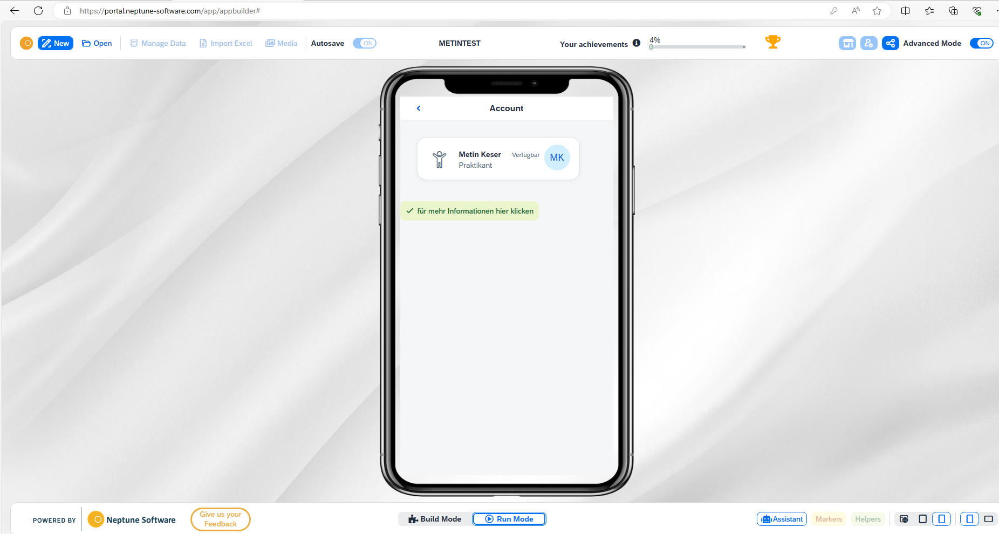 https://portal.neptune-software.com/app/appbuilder#
New Open Manage Data Import Excel Media Autosave ON METINTEST Your achievements 4% Advanced Mode ON
Account
Metin Keser Verfügbar MK
Praktikant
für mehr Informationen hier klicken
POWERED BY Neptune Software
Give us your
Feedback
Build Mode Run Mode Assistant Markers Helpers